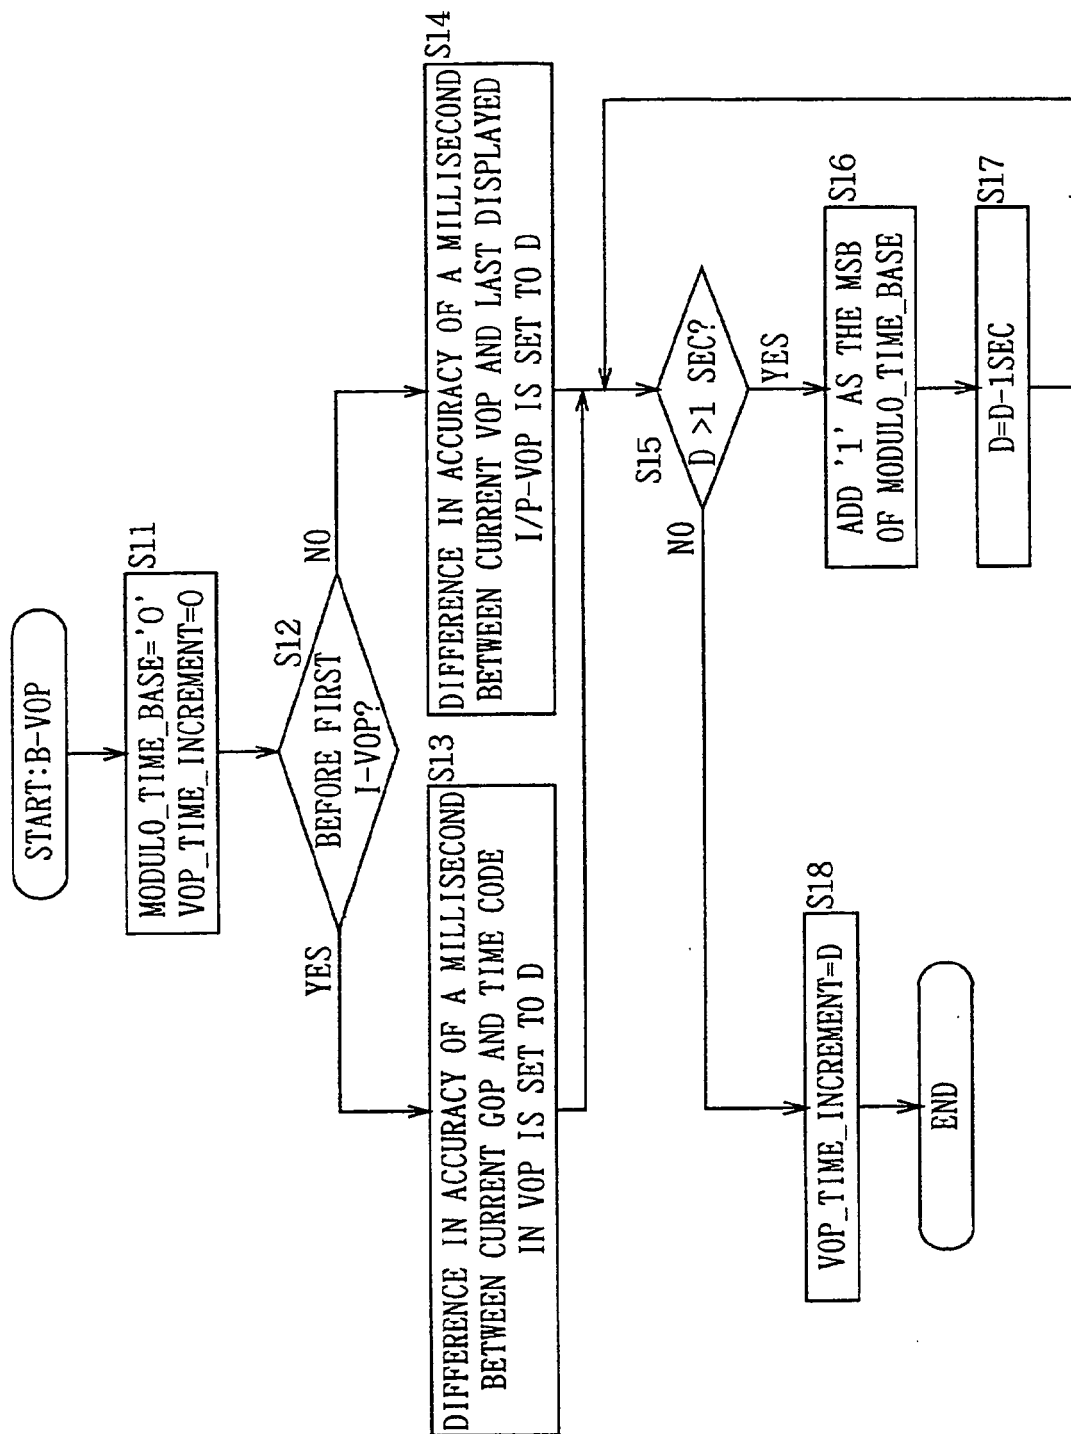 START:B-VOP
S11
MODULO_TIME_BASE='0'
VOP_TIME_INCREMENT=0
S12
BEFORE FIRST
I-VOP?
YES
NO
S13
DIFFERENCE IN ACCURACY OF A MILLISECOND
BETWEEN CURRENT GOP AND TIME CODE
IN VOP IS SET TO D
S14
DIFFERENCE IN ACCURACY OF A MILLISECOND
BETWEEN CURRENT VOP AND LAST DISPLAYED
I/P-VOP IS SET TO D
S15
D >1 SEC?
NO
YES
S16
ADD '1' AS THE MSB
OF MODULO_TIME_BASE
S17
D=D-1SEC
S18
VOP_TIME_INCREMENT=D
END